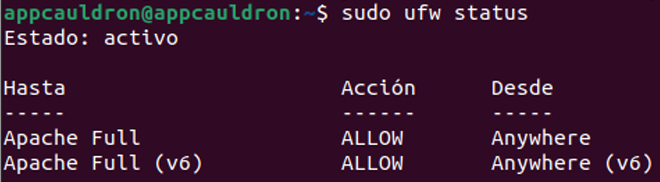 appcauldron@appcauldron:~$ sudo ufw status
Estado: activo
Hasta Acción Desde
----- ------ -----
Apache Full ALLOW Anywhere
Apache Full (v6) ALLOW Anywhere (v6)